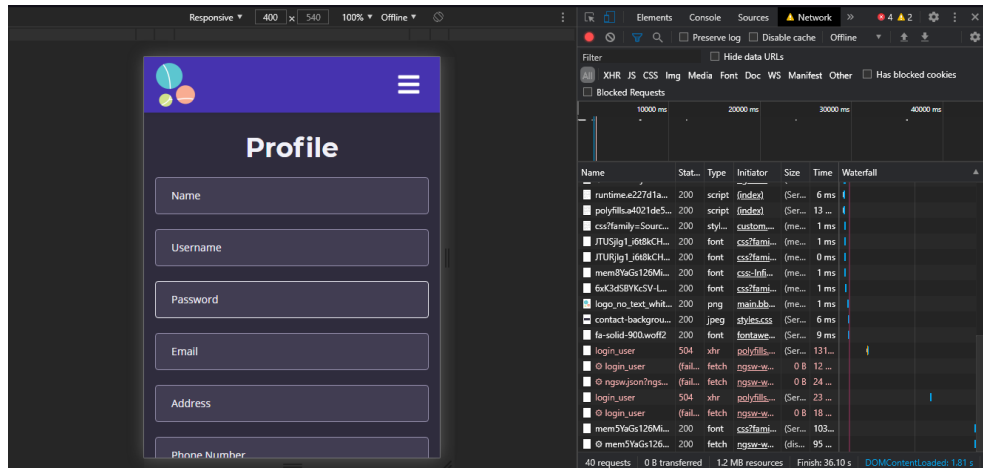 Responsive ▼ 400 x 540 100% ▼ Offline ▼
Elements Console Sources Network » 4 2
Preserve log Disable cache Offline ▼
Filter Hide data URLs
All XHR JS CSS Img Media Font Doc WS Manifest Other Has blocked cookies
Blocked Requests
10000 ms 20000 ms 30000 ms 40000 ms
Name Stat... Type Initiator Size Time Waterfall
runtime.e227d1a... 200 script (index) (Ser... 6 ms
polyfills.a4021de5... 200 script (index) (Ser... 13 ...
css?family=Sourc... 200 styl... custom.... (me... 1 ms
JTUSjIg1_i6t8kCH... 200 font css?fami... (me... 1 ms
JTURjIg1_i6t8kCH... 200 font css?fami... (me... 0 ms
mem8YaGs126Mi... 200 font css:-Infi... (me... 1 ms
6xK3dSBYKcSV-L... 200 font css?fami... (me... 1 ms
logo_no_text_whit... 200 png main.bb... (me... 1 ms
contact-backgrou... 200 jpeg styles.css (Ser... 6 ms
fa-solid-900.woff2 200 font fontawe... (Ser... 9 ms
login_user 504 xhr polyfills.... (Ser... 131...
login_user (fail... fetch ngsw-w... 0 B 12 ...
ngsw.json?ngs... (fail... fetch ngsw-w... 0 B 24 ...
login_user 504 xhr polyfills.... (Ser... 23 ...
login_user (fail... fetch ngsw-w... 0 B 18 ...
mem5YaGs126Mi... 200 font css?fami... (Ser... 103...
mem5YaGs126... 200 fetch ngsw-w... (dis... 95 ...
40 requests 0 B transferred 1.2 MB resources Finish: 36.10 s DOMContentLoaded: 1.81 s
Profile
Name
Username
Password
Email
Address
Phone Number